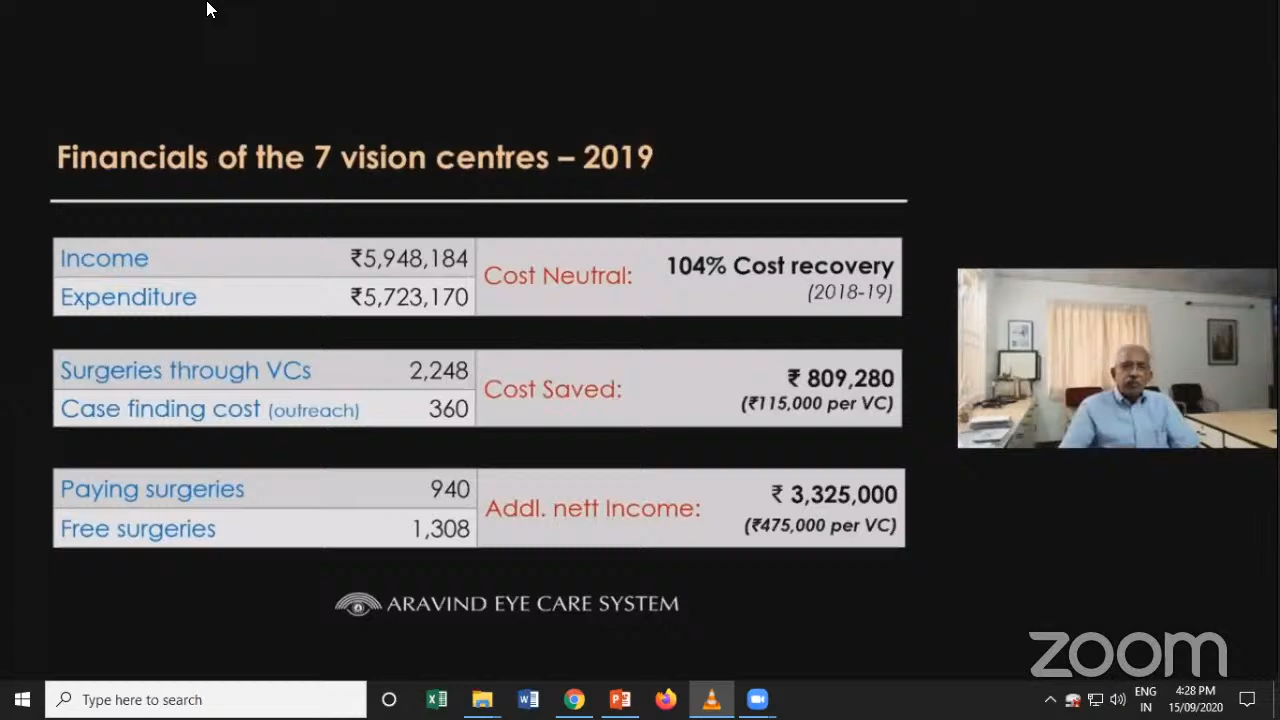 Financials of the 7 vision centres – 2019
Income ₹5,948,184
Expenditure ₹5,723,170
Cost Neutral: 104% Cost recovery
(2018-19)
Surgeries through VCs 2,248
Case finding cost (outreach) 360
Cost Saved: ₹ 809,280
(₹115,000 per VC)
Paying surgeries 940
Free surgeries 1,308
Addl. nett Income: ₹ 3,325,000
(₹475,000 per VC)
ARAVIND EYE CARE SYSTEM
zoom
Type here to search
ENG
IN
4:28 PM
15/09/2020